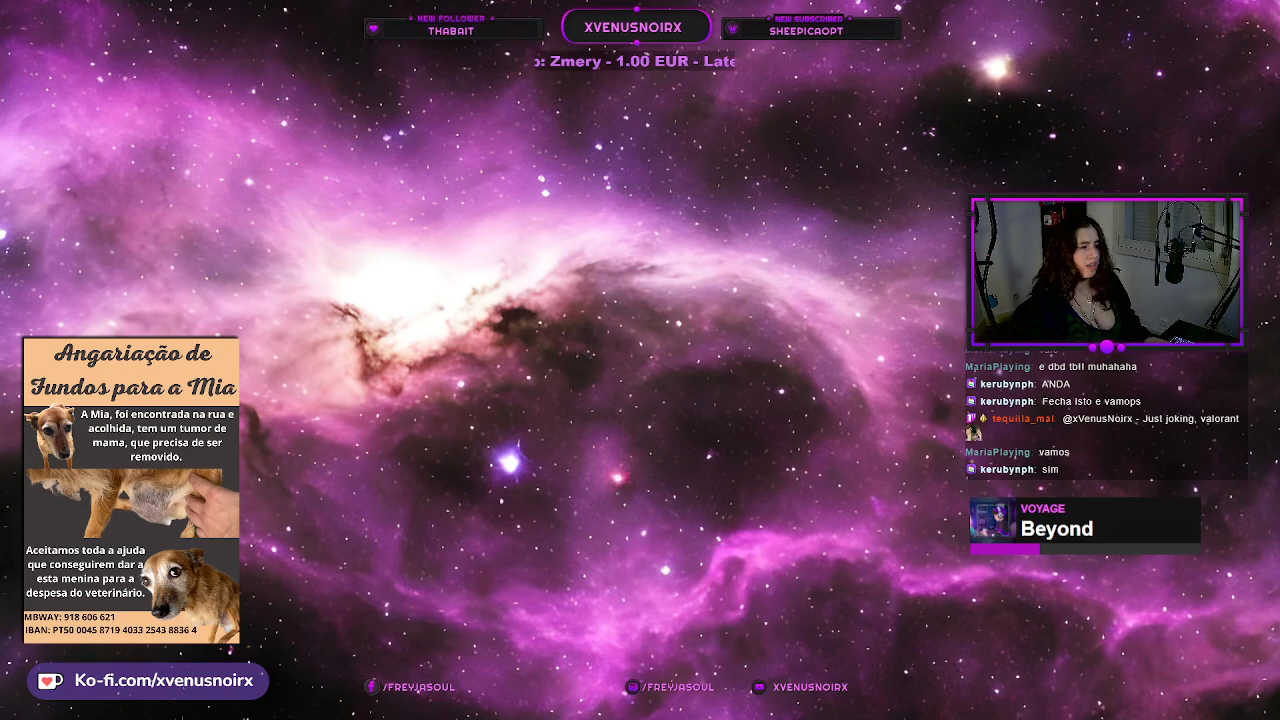 NEW FOLLOWER
THABAIT
XVENUSNOIRX
NEW SUBSCRIBER
SHEEPICAOPT
: Zmery - 1.00 EUR - Late
Angariação de
Fundos para a Mia
A Mia, foi encontrada na rua e
acolhida, tem um tumor de
mama, que precisa de ser
removido.
Aceitamos toda a ajuda
que conseguirem dar a
esta menina para a
despesa do veterinário.
MBWAY: 918 606 621
IBAN: PT50 0045 8719 4033 2543 8836 4
Ko-fi.com/xvenusnoirx
/FREYJASOUL
/FREYJASOUL
XVENUSNOIRX
MariaPlaying: e dbd tbll muhahaha
kerubynph: ANDA
kerubynph: Fecha isto e vamops
tequilla_mal: @xVenusNoirx - Just joking, valorant
MariaPlaying: vamos
kerubynph: sim
VOYAGE
Beyond